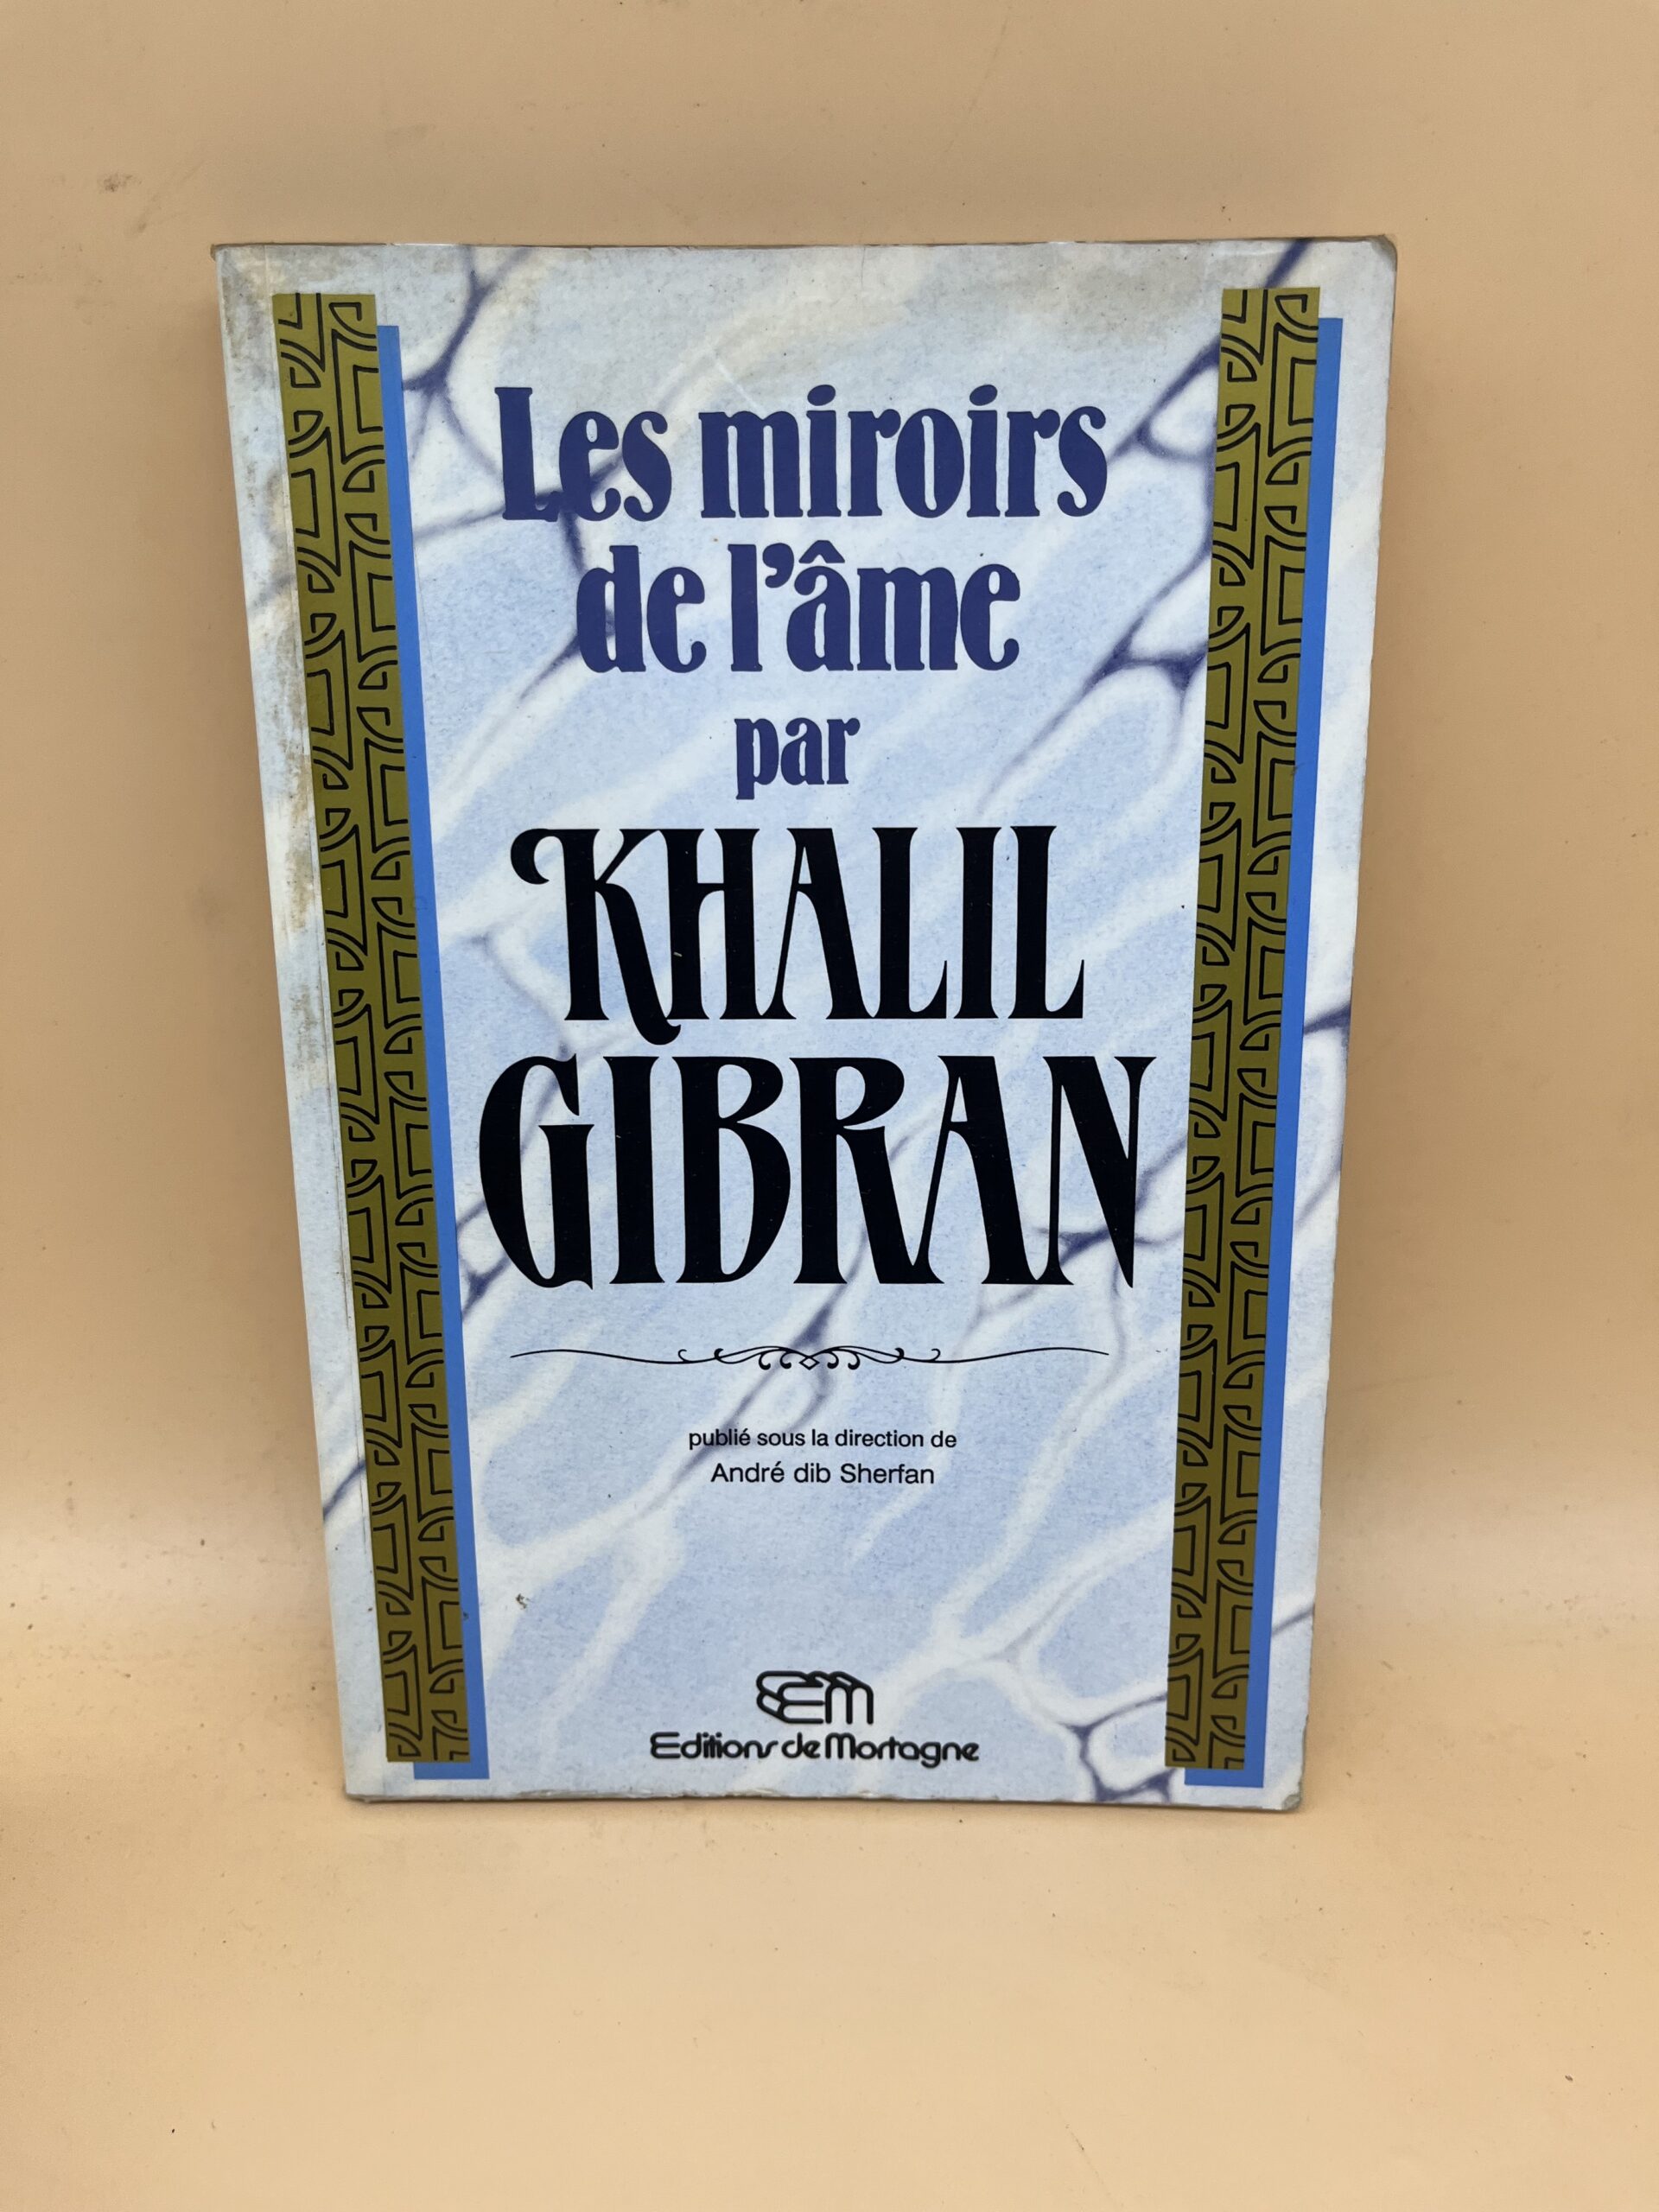 Les miroirs
de l'âme
par
KHALIL
GIBRAN
publié sous la direction de
André dib Sherfan
EM
Editions de Mortagne